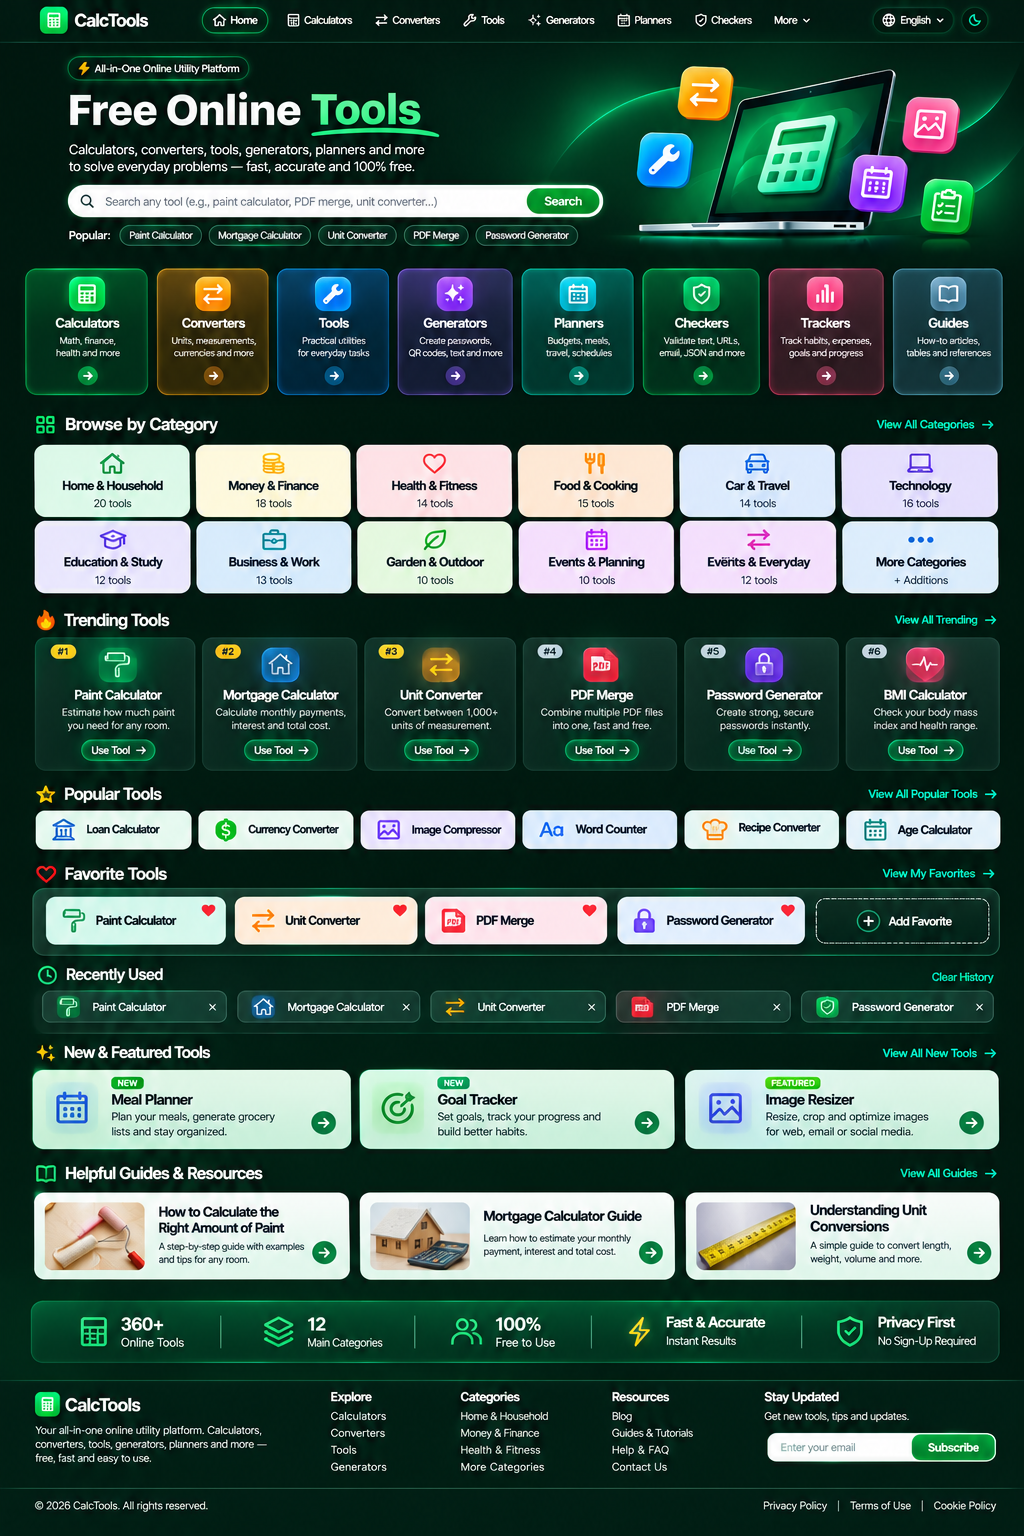 CalcTools
Home
Calculators
Converters
Tools
Generators
Planners
Checkers
More
English
All-in-One Online Utility Platform
Free Online Tools
Calculators, converters, tools, generators, planners and more
to solve everyday problems — fast, accurate and 100% free.
Search any tool (e.g., paint calculator, PDF merge, unit converter...)
Search
Popular:
Paint Calculator
Mortgage Calculator
Unit Converter
PDF Merge
Password Generator
Calculators
Math, finance,
health and more
Converters
Units, measurements,
currencies and more
Tools
Practical utilities
for everyday tasks
Generators
Create passwords,
QR codes, text and more
Planners
Budgets, meals,
travel, schedules
Checkers
Validate text, URLs,
email, JSON and more
Trackers
Track habits, expenses,
goals and progress
Guides
How-to articles,
tables and references
Browse by Category
View All Categories
Home & Household
20 tools
Money & Finance
18 tools
Health & Fitness
14 tools
Food & Cooking
15 tools
Car & Travel
14 tools
Technology
16 tools
Education & Study
12 tools
Business & Work
13 tools
Garden & Outdoor
10 tools
Events & Planning
10 tools
& Everyday
12 tools
More Categories
+ Additions
Trending Tools
View All Trending
#1
Paint Calculator
Estimate how much paint
you need for any room.
Use Tool
#2
Mortgage Calculator
Calculate monthly payments,
interest and total cost.
Use Tool
#3
Unit Converter
Convert between 1,000+
units of measurement.
Use Tool
#4
PDF
PDF Merge
Combine multiple PDF files
into one, fast and free.
Use Tool
#5
Password Generator
Create strong, secure
passwords instantly.
Use Tool
#6
BMI Calculator
Check your body mass
index and health range.
Use Tool
Popular Tools
View All Popular Tools
Loan Calculator
$
Currency Converter
Image Compressor
Aa
Word Counter
Recipe Converter
Age Calculator
Favorite Tools
View My Favorites
Paint Calculator
Unit Converter
PDF
PDF Merge
Password Generator
Add Favorite
Recently Used
Clear History
Paint Calculator
Mortgage Calculator
Unit Converter
PDF Merge
Password Generator
New & Featured Tools
View All New Tools
NEW
Meal Planner
Plan your meals, generate grocery
lists and stay organized.
NEW
Goal Tracker
Set goals, track your progress and
build better habits.
FEATURED
Image Resizer
Resize, crop and optimize images
for web, email or social media.
Helpful Guides & Resources
View All Guides
How to Calculate the
Right Amount of Paint
A step-by-step guide with examples
and tips for any room.
Mortgage Calculator Guide
Learn how to estimate your monthly
payment, interest and total cost.
Understanding Unit
Conversions
A simple guide to convert length,
weight, volume and more.
360+
Online Tools
12
Main Categories
100%
Free to Use
Fast & Accurate
Instant Results
Privacy First
No Sign-Up Required
CalcTools
Your all-in-one online utility platform. Calculators,
converters, tools, generators, planners and more —
free, fast and easy to use.
Explore
Calculators
Converters
Tools
Generators
Categories
Home & Household
Money & Finance
Health & Fitness
More Categories
Resources
Blog
Guides & Tutorials
Help & FAQ
Contact Us
Stay Updated
Get new tools, tips and updates.
Enter your email
Subscribe
© 2026 CalcTools. All rights reserved.
Privacy Policy | Terms of Use | Cookie Policy